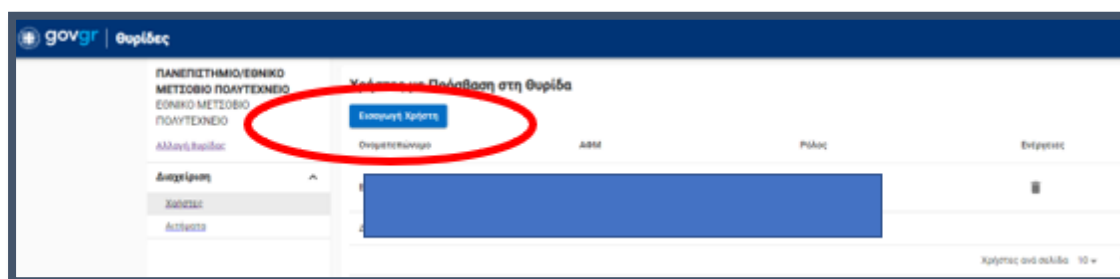 govgr | Θυρίδες
ΠΑΝΕΠΙΣΤΗΜΙΟ/ΕΘΝΙΚΟ
ΜΕΤΣΟΒΙΟ ΠΟΛΥΤΕΧΝΕΙΟ
ΕΘΝΙΚΟ ΜΕΤΣΟΒΙΟ
ΠΟΛΥΤΕΧΝΕΙΟ
Αλλαγή θυρίδας
Διαχείριση
Χρήστες
Αιτήματα
Χρήστες με Πρόσβαση στη Θυρίδα
Εισαγωγή Χρήστη
Ονοματεπώνυμο ΑΦΜ Ρόλος Ενέργειες
Χρήστες ανά σελίδα 10